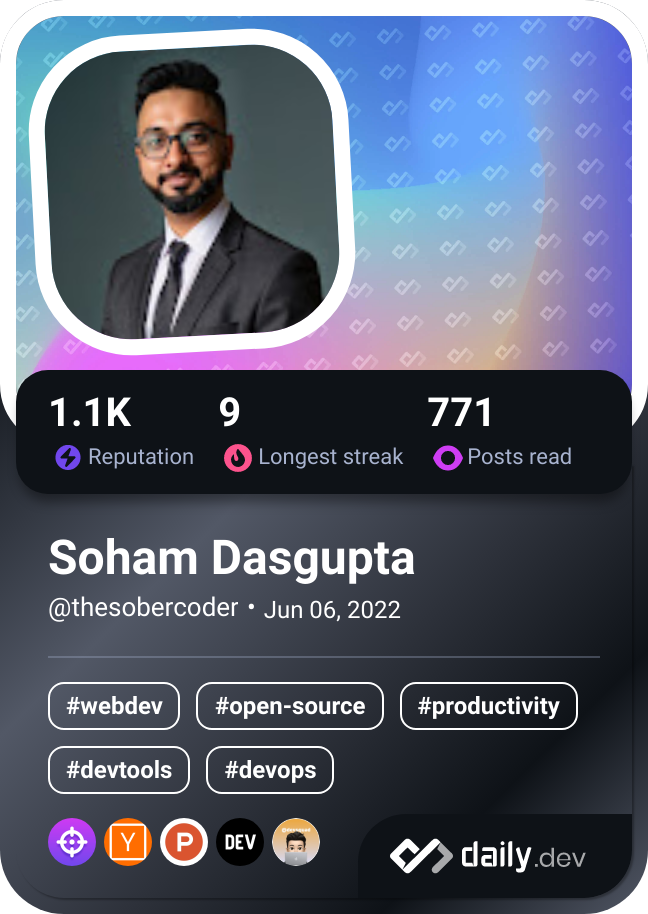 1.1K 9 771
Reputation Longest streak Posts read
Soham Dasgupta
@thesobercoder • Jun 06, 2022
#webdev #open-source #productivity
#devtools #devops
Y P DEV
daily.dev